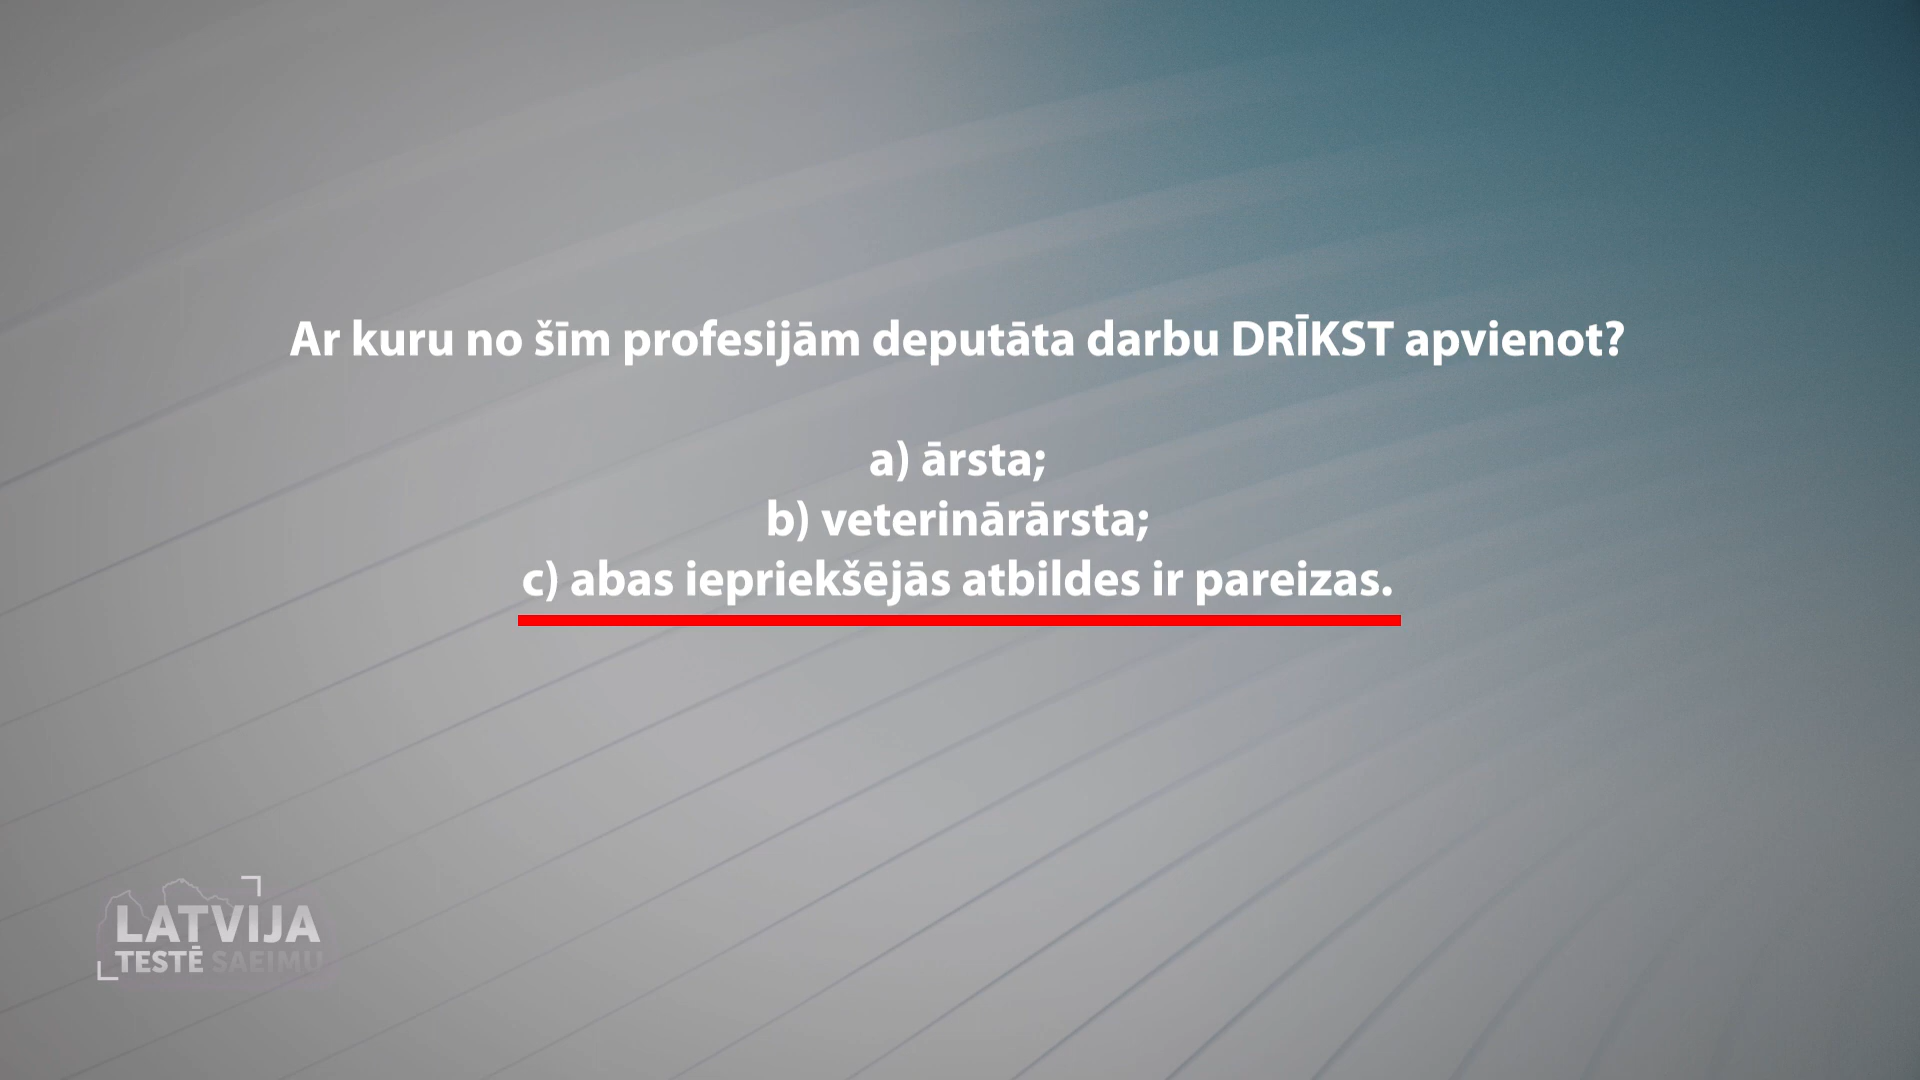 Ar kuru no šīm profesijām deputāta darbu DRĪKST apvienot?
a) ārsta;
b) veterinārārsta;
c) abas iepriekšējās atbildes ir pareizas.
LATVIJA
TESTĒ SAEIMU